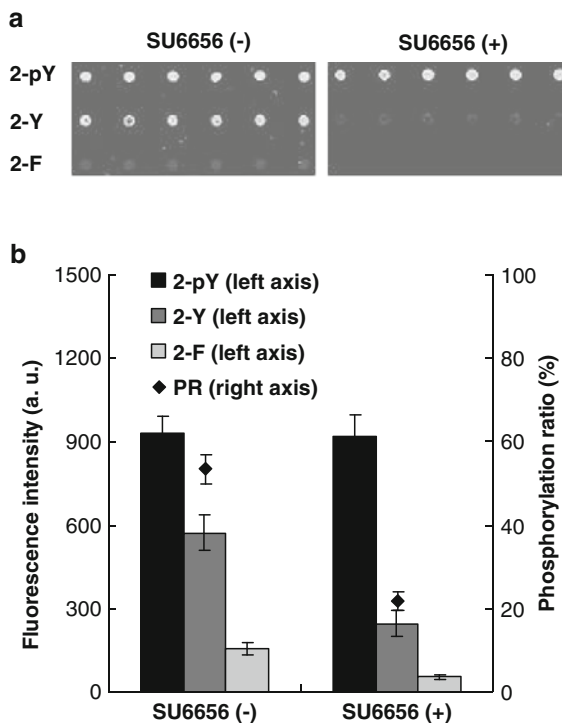 a
SU6656 (-) SU6656 (+)
2-pY
2-Y
2-F
b
1500 100
1200 80
900 60
600 40
300 20
0 0
2-pY (left axis)
2-Y (left axis)
2-F (left axis)
PR (right axis)
Fluorescence intensity (a. u.)
Phosphorylation ratio (%)
SU6656 (-) SU6656 (+)